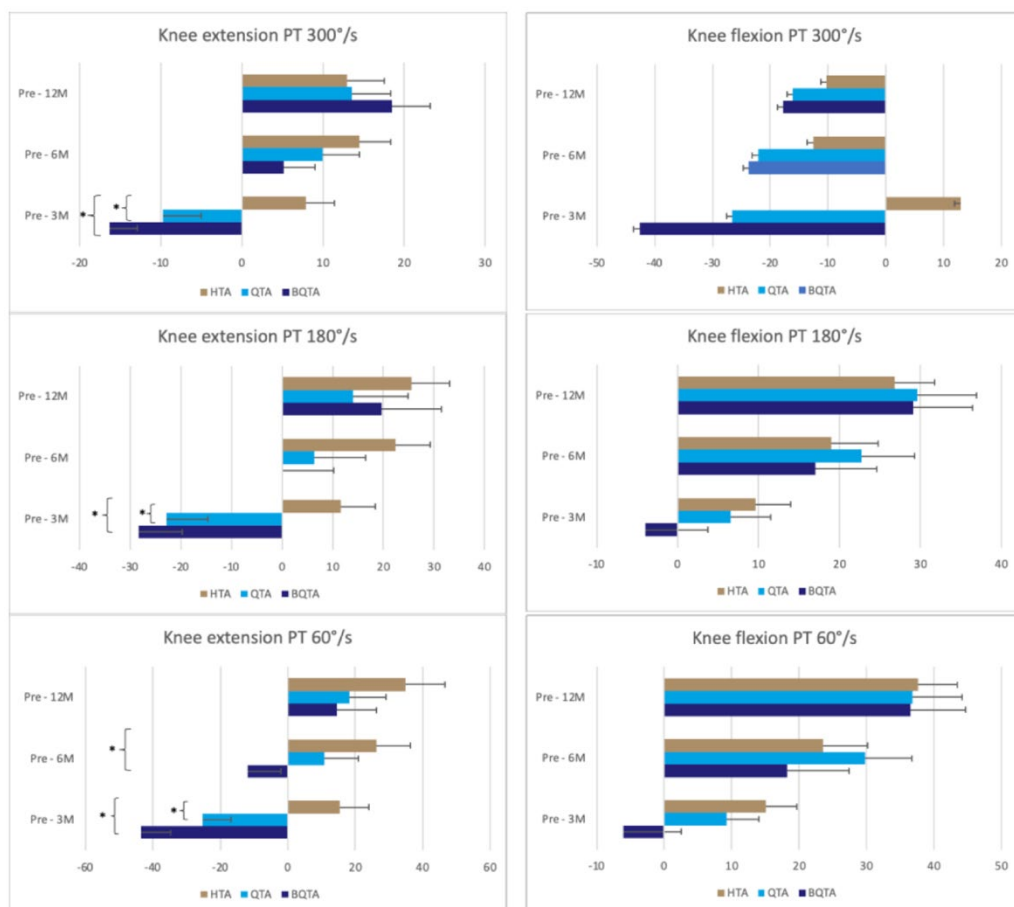 Knee extension PT 300°/s
Pre - 12M
Pre - 6M
* * Pre - 3M
-20 -10 0 10 20 30
HTA QTA BQTA
Knee flexion PT 300°/s
Pre - 12M
Pre - 6M
Pre - 3M
-50 -40 -30 -20 -10 0 10 20
HTA QTA BQTA
Knee extension PT 180°/s
Pre - 12M
Pre - 6M
Pre - 3M * *
-40 -30 -20 -10 0 10 20 30 40
HTA QTA BQTA
Knee flexion PT 180°/s
Pre - 12M
Pre - 6M
Pre - 3M
-10 0 10 20 30 40
HTA QTA BQTA
Knee extension PT 60°/s
Pre - 12M
Pre - 6M *
Pre - 3M * *
-60 -40 -20 0 20 40 60
HTA QTA BQTA
Knee flexion PT 60°/s
Pre - 12M
Pre - 6M
Pre - 3M
-10 0 10 20 30 40 50
HTA QTA BQTA